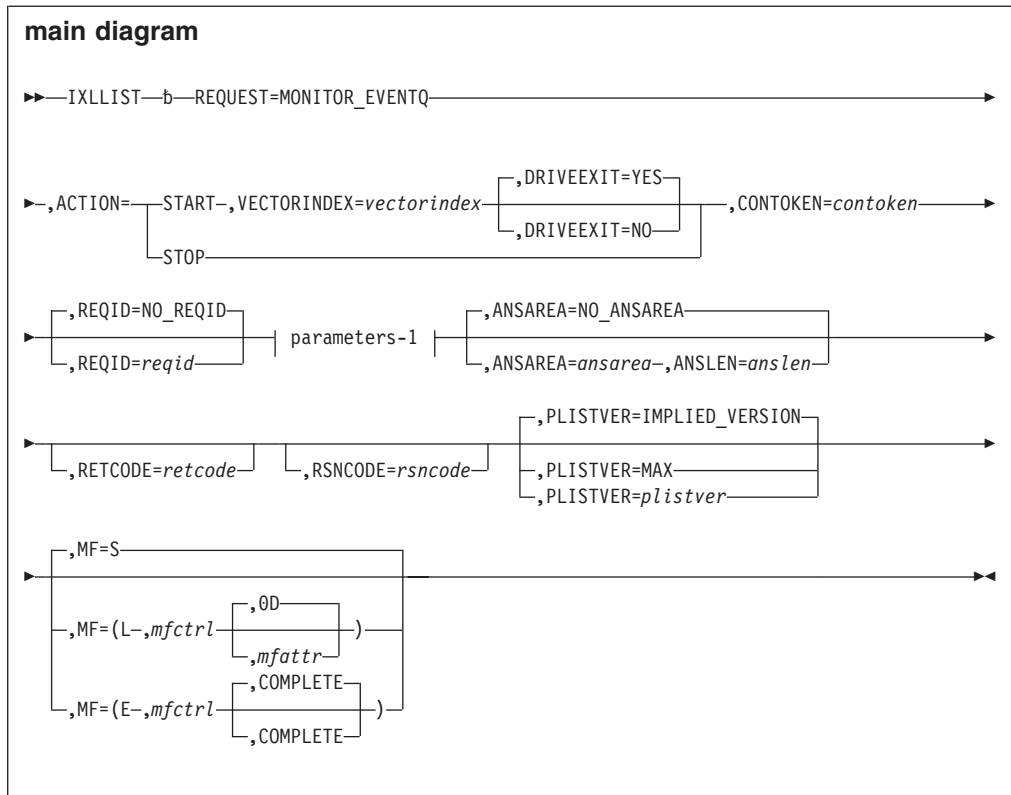 main diagram
IXLLIST ƀ REQUEST=MONITOR_EVENTQ
,DRIVEEXIT=YES
,ACTION= START ,VECTORINDEX=vectorindex ,CONTOKEN=contoken
,DRIVEEXIT=NO
STOP
,REQID=NO_REQID ,ANSAREA=NO_ANSAREA
parameters-1
,REQID=reqid ,ANSAREA=ansarea ,ANSLEN=anslen
,PLISTVER=IMPLIED_VERSION
,RETCODE=retcode ,RSNCODE=rsncode ,PLISTVER=MAX
,PLISTVER=plistver
,MF=S
,0D
,MF=(L ,mfctrl )
,mfattr
,COMPLETE
,MF=(E ,mfctrl )
,COMPLETE